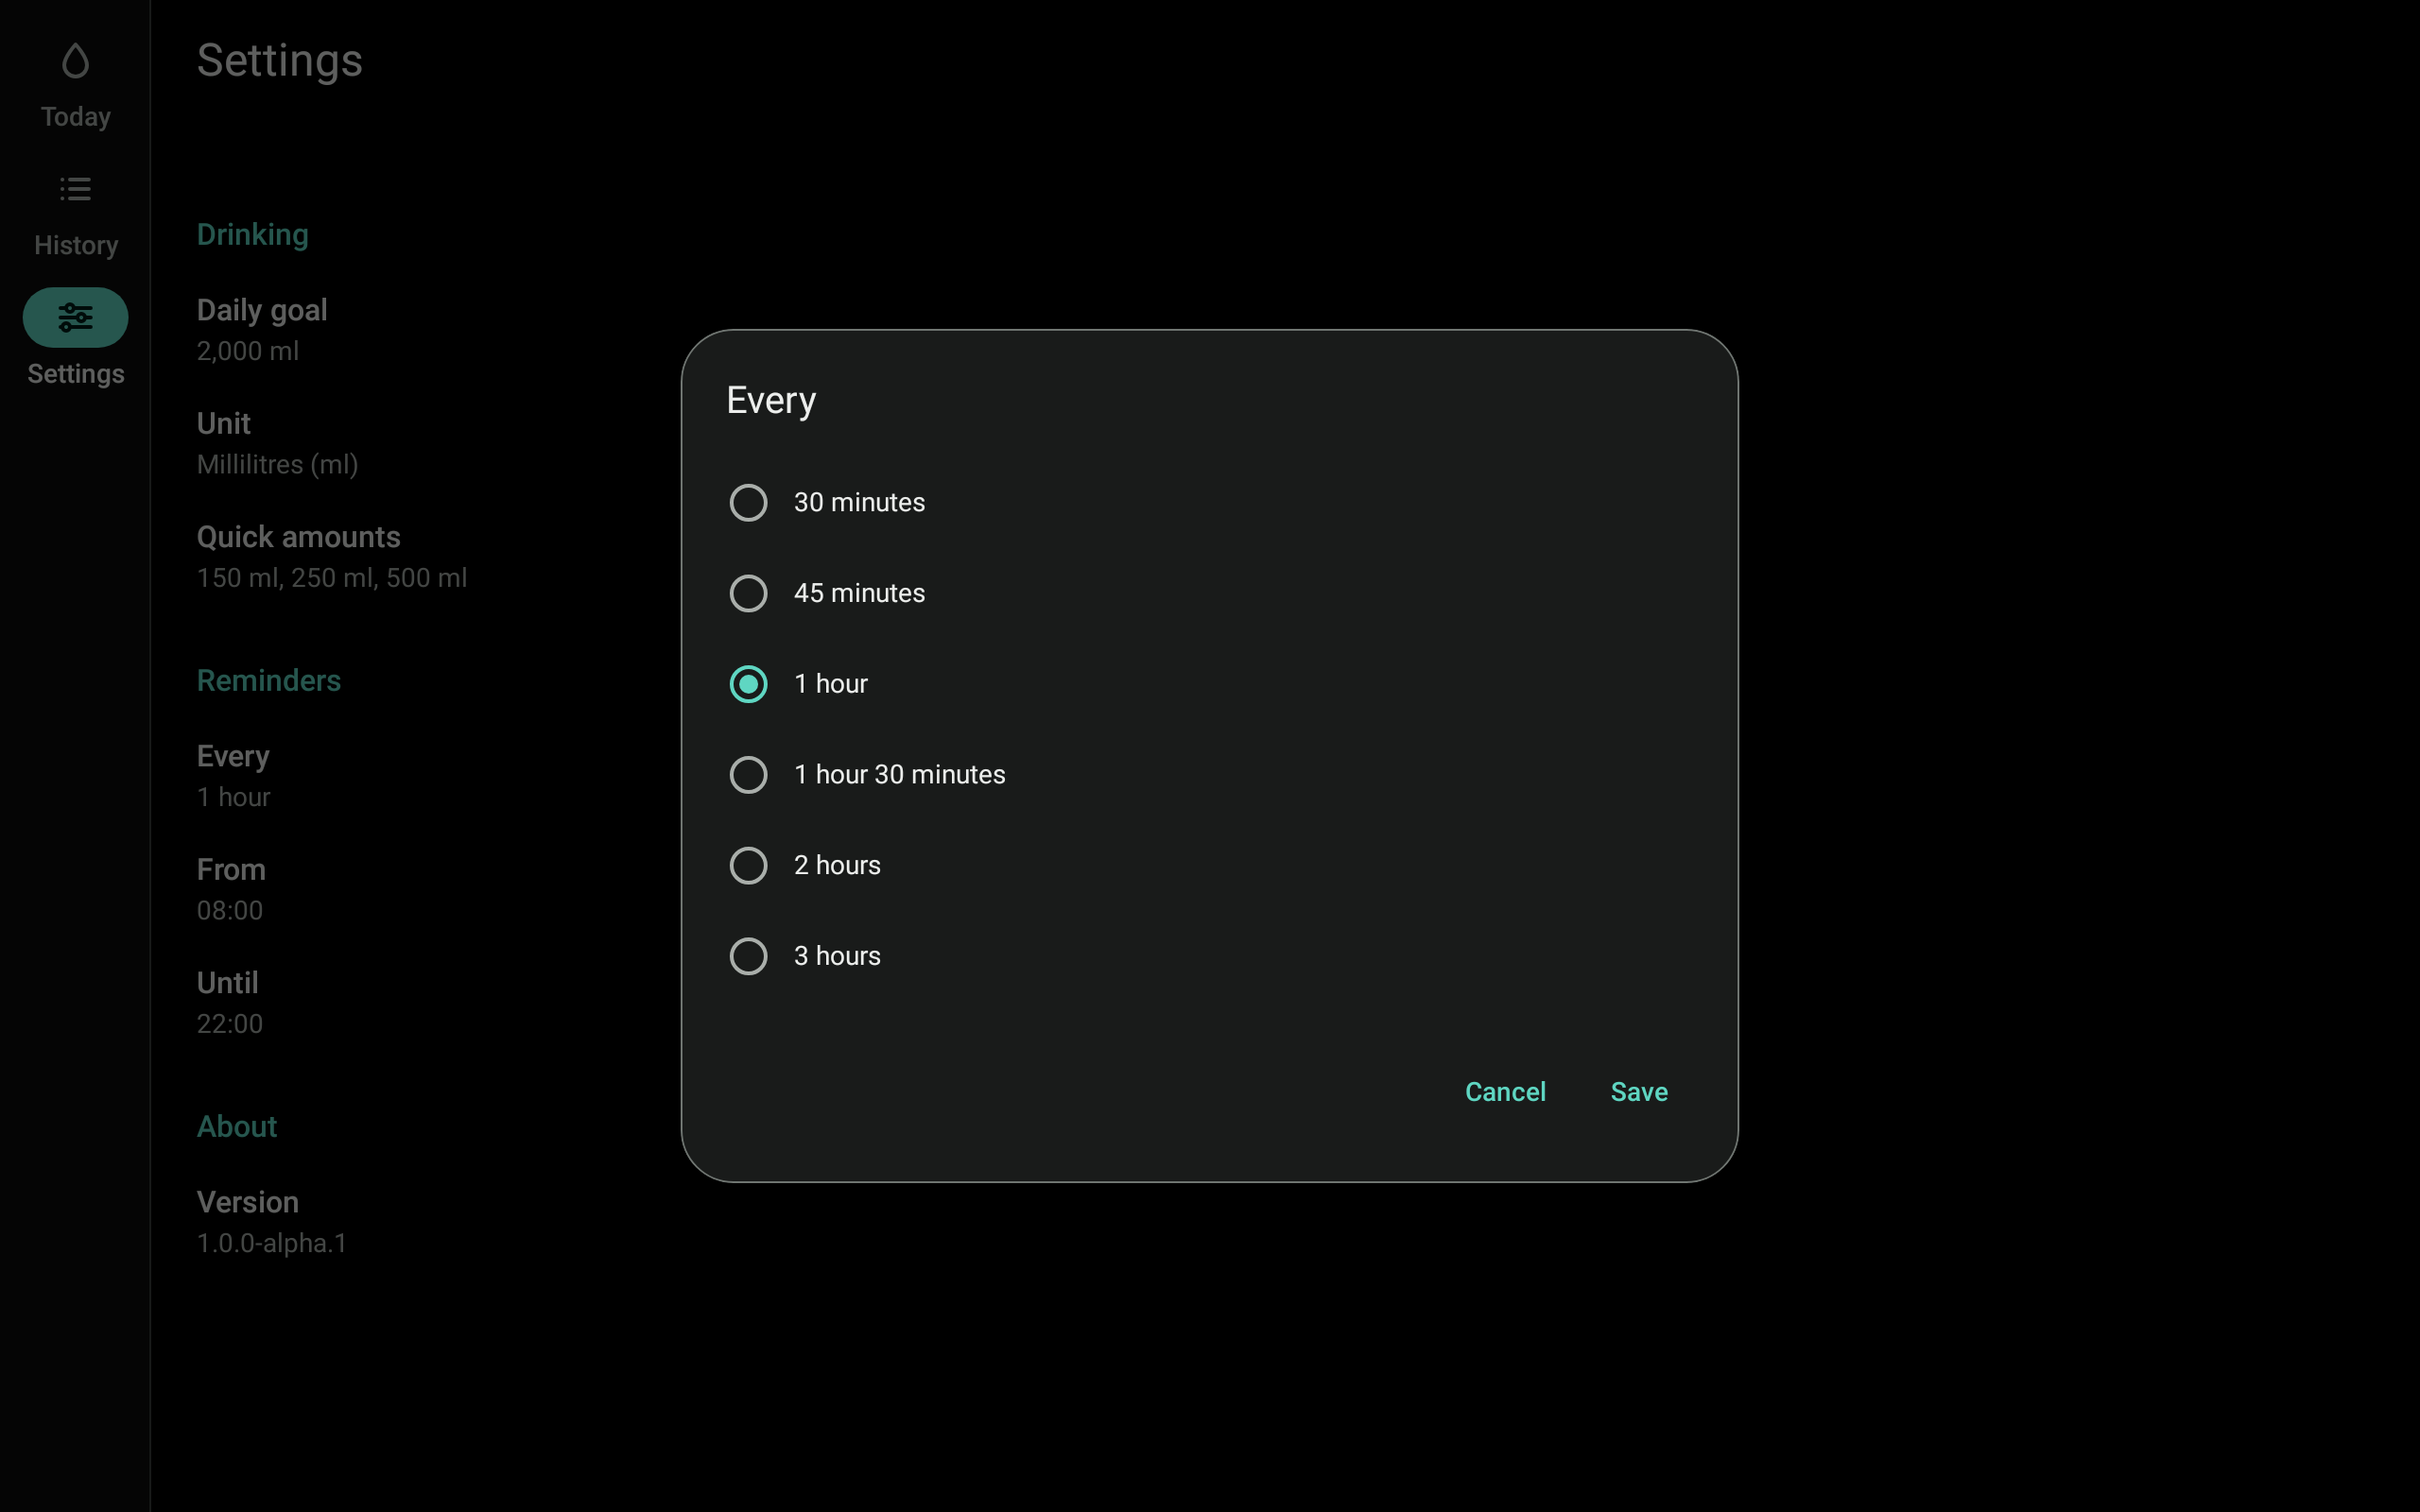 Today
History
Settings
Settings
Drinking
Daily goal
2,000 ml
Unit
Millilitres (ml)
Quick amounts
150 ml, 250 ml, 500 ml
Reminders
Every
1 hour
From
08:00
Until
22:00
About
Version
1.0.0-alpha.1
Every
30 minutes
45 minutes
1 hour
1 hour 30 minutes
2 hours
3 hours
Cancel
Save